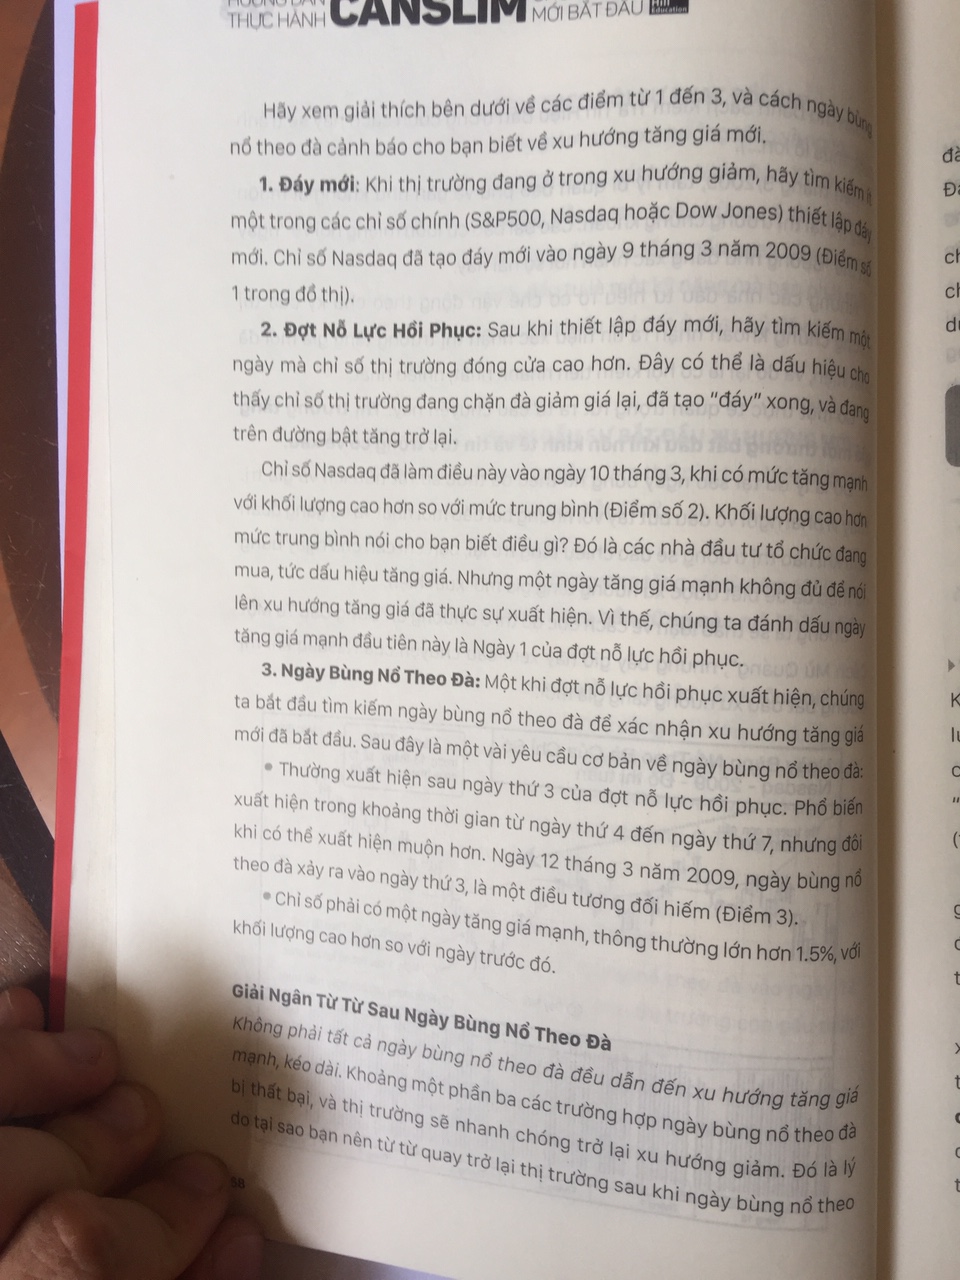 THỰC HÀNH CANSLIM MỚI BẮT ĐẦU
Education
Hãy xem giải thích bên dưới về các điểm từ 1 đến 3, và cách ngày bùng
nổ theo đà cảnh báo cho bạn biết về xu hướng tăng giá mới.
1. Đáy mới: Khi thị trường đang ở trong xu hướng giảm, hãy tìm kiếm ít
một trong các chỉ số chính (S&P500, Nasdaq hoặc Dow Jones) thiết lập đáy
mới. Chỉ số Nasdaq đã tạo đáy mới vào ngày 9 tháng 3 năm 2009 (Điểm số
1 trong đồ thị).
2. Đợt Nỗ Lực Hồi Phục: Sau khi thiết lập đáy mới, hãy tìm kiếm một
ngày mà chỉ số thị trường đóng cửa cao hơn. Đây có thể là dấu hiệu cho
thấy chỉ số thị trường đang chặn đà giảm giá lại, đã tạo "đáy" xong, và đang
trên đường bật tăng trở lại.
Chỉ số Nasdaq đã làm điều này vào ngày 10 tháng 3, khi có mức tăng mạnh
với khối lượng cao hơn so với mức trung bình (Điểm số 2). Khối lượng cao hơn
mức trung bình nói cho bạn biết điều gì? Đó là các nhà đầu tư tổ chức đang
mua, tức dấu hiệu tăng giá. Nhưng một ngày tăng giá mạnh không đủ để nói
lên xu hướng tăng giá đã thực sự xuất hiện. Vì thế, chúng ta đánh dấu ngày
tăng giá mạnh đầu tiên này là Ngày 1 của đợt nỗ lực hồi phục.
3. Ngày Bùng Nổ Theo Đà: Một khi đợt nỗ lực hồi phục xuất hiện, chúng
ta bắt đầu tìm kiếm ngày bùng nổ theo đà để xác nhận xu hướng tăng giá
mới đã bắt đầu. Sau đây là một vài yêu cầu cơ bản về ngày bùng nổ theo đà:
• Thường xuất hiện sau ngày thứ 3 của đợt nỗ lực hồi phục. Phổ biến
xuất hiện trong khoảng thời gian từ ngày thứ 4 đến ngày thứ 7, nhưng đôi
khi có thể xuất hiện muộn hơn. Ngày 12 tháng 3 năm 2009, ngày bùng nổ
theo đà xảy ra vào ngày thứ 3, là một điều tương đối hiếm (Điểm 3).
• Chỉ số phải có một ngày tăng giá mạnh, thông thường lớn hơn 1.5%, với
khối lượng cao hơn so với ngày trước đó.
Giải Ngân Từ Từ Sau Ngày Bùng Nổ Theo Đà
Không phải tất cả ngày bùng nổ theo đà đều dẫn đến xu hướng tăng giá
mạnh, kéo dài. Khoảng một phần ba các trường hợp ngày bùng nổ theo đà
bị thất bại, và thị trường sẽ nhanh chóng trở lại xu hướng giảm. Đó là lý
do tại sao bạn nên từ từ quay trở lại thị trường sau khi ngày bùng nổ theo